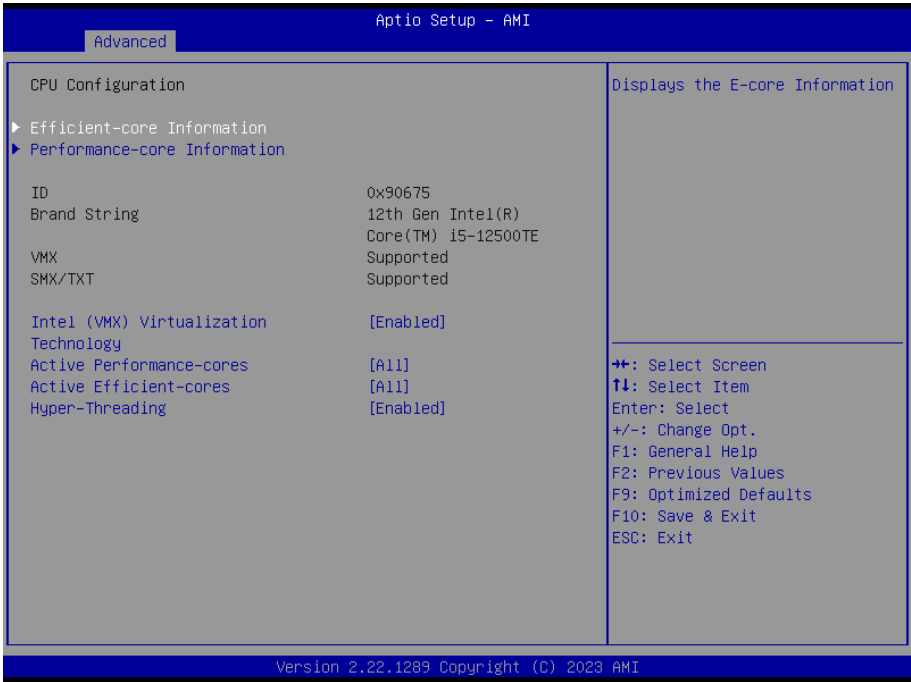 Aptio Setup – AMI
Advanced
CPU Configuration
Efficient-core Information
Performance-core Information
ID 0x90675
Brand String 12th Gen Intel(R)
Core(TM) i5-12500TE
VMX Supported
SMX/TXT Supported
Intel (VMX) Virtualization [Enabled]
Technology
Active Performance-cores [All]
Active Efficient-cores [All]
Hyper-Threading [Enabled]
Displays the E-core Information
→←: Select Screen
↑↓: Select Item
Enter: Select
+/-: Change Opt.
F1: General Help
F2: Previous Values
F9: Optimized Defaults
F10: Save & Exit
ESC: Exit
Version 2.22.1289 Copyright (C) 2023 AMI